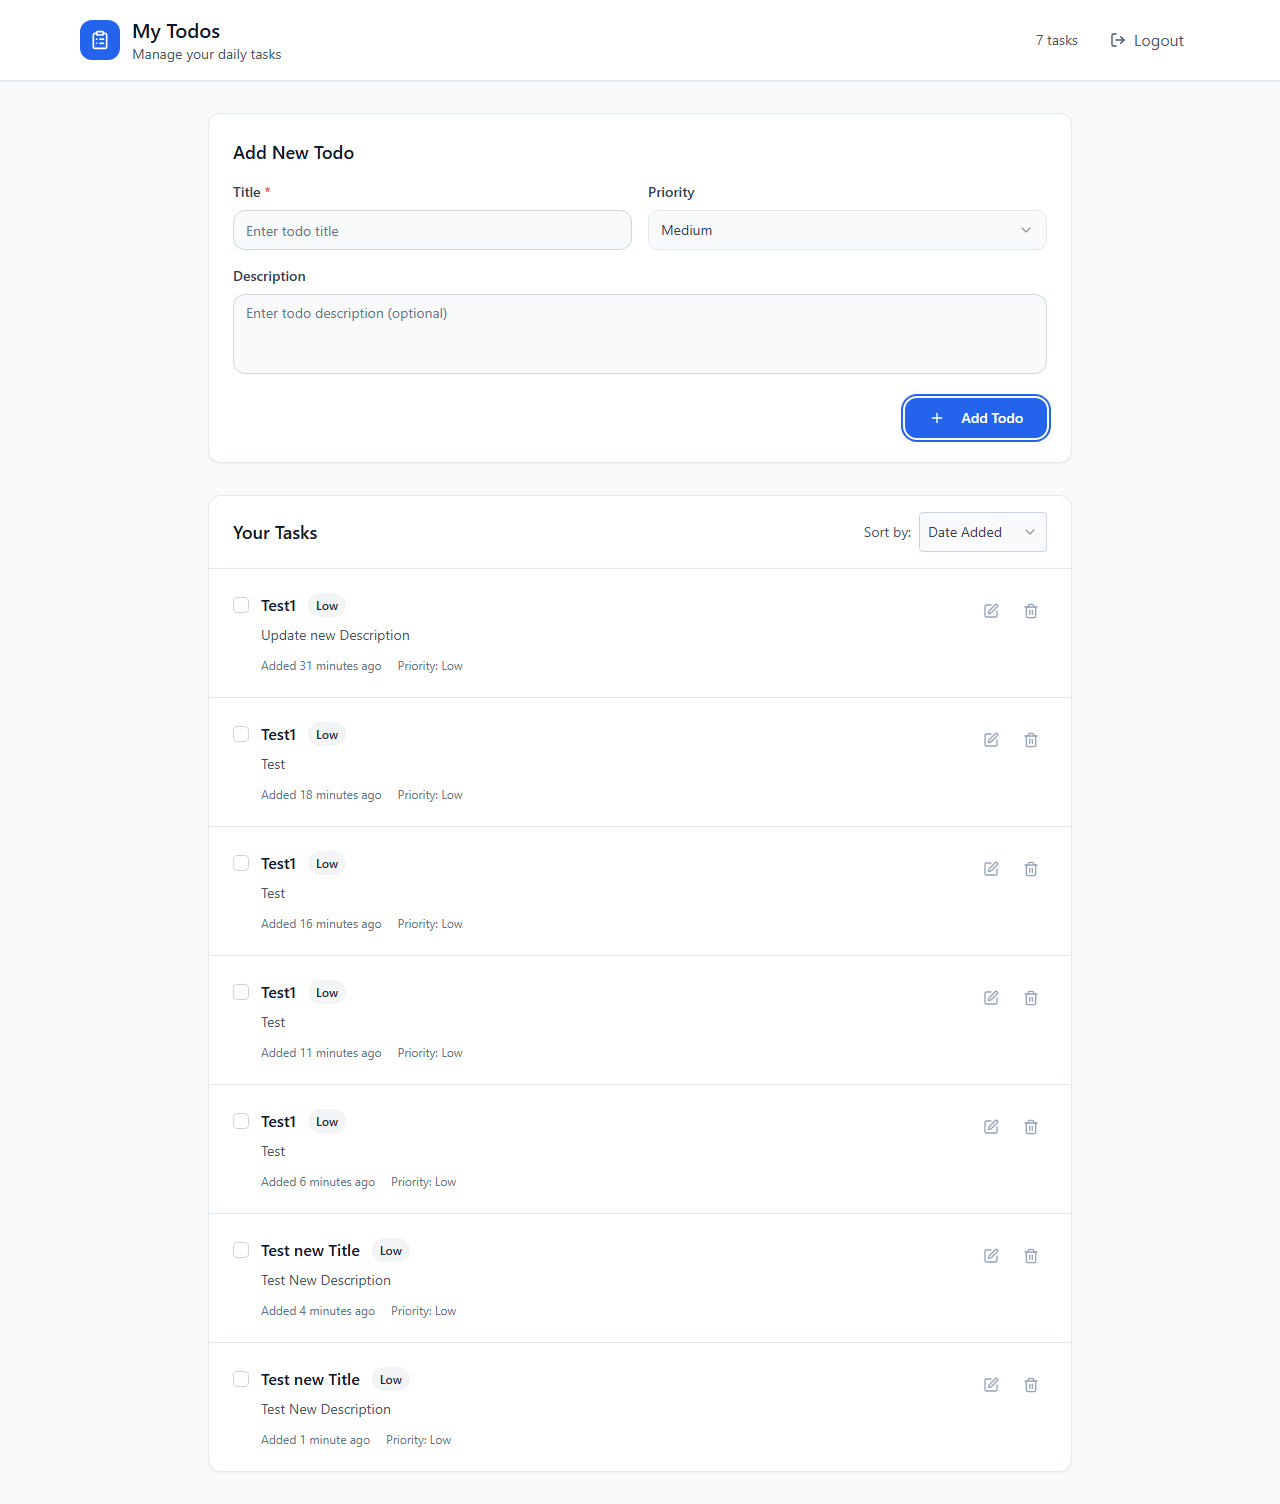 My Todos
Manage your daily tasks
7 tasks
Logout
Add New Todo
Title *
Priority
Enter todo title
Medium
Description
Enter todo description (optional)
Add Todo
Your Tasks
Sort by:
Date Added
Test1 Low
Update new Description
Added 31 minutes ago Priority: Low
Test1 Low
Test
Added 18 minutes ago Priority: Low
Test1 Low
Test
Added 16 minutes ago Priority: Low
Test1 Low
Test
Added 11 minutes ago Priority: Low
Test1 Low
Test
Added 6 minutes ago Priority: Low
Test new Title Low
Test New Description
Added 4 minutes ago Priority: Low
Test new Title Low
Test New Description
Added 1 minute ago Priority: Low